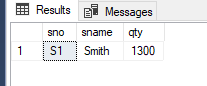 Results Messages
sno sname qty
1 S1 Smith 1300